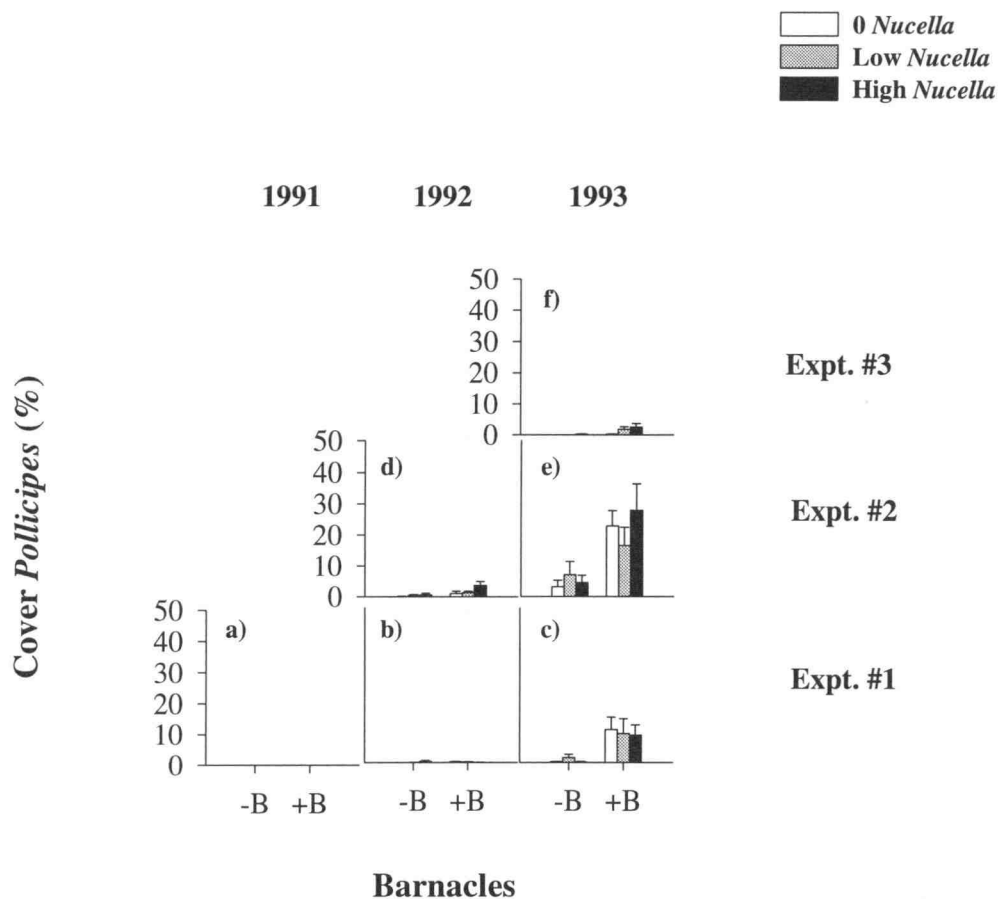 0 Nucella
Low Nucella
High Nucella
1991 1992 1993
Cover Pollicipes (%)
50
40
30
20
10
0
f)
Expt. #3
50
40
30
20
10
0
d)
e)
Expt. #2
50
40
30
20
10
0
a)
b)
c)
Expt. #1
-B +B -B +B -B +B
Barnacles